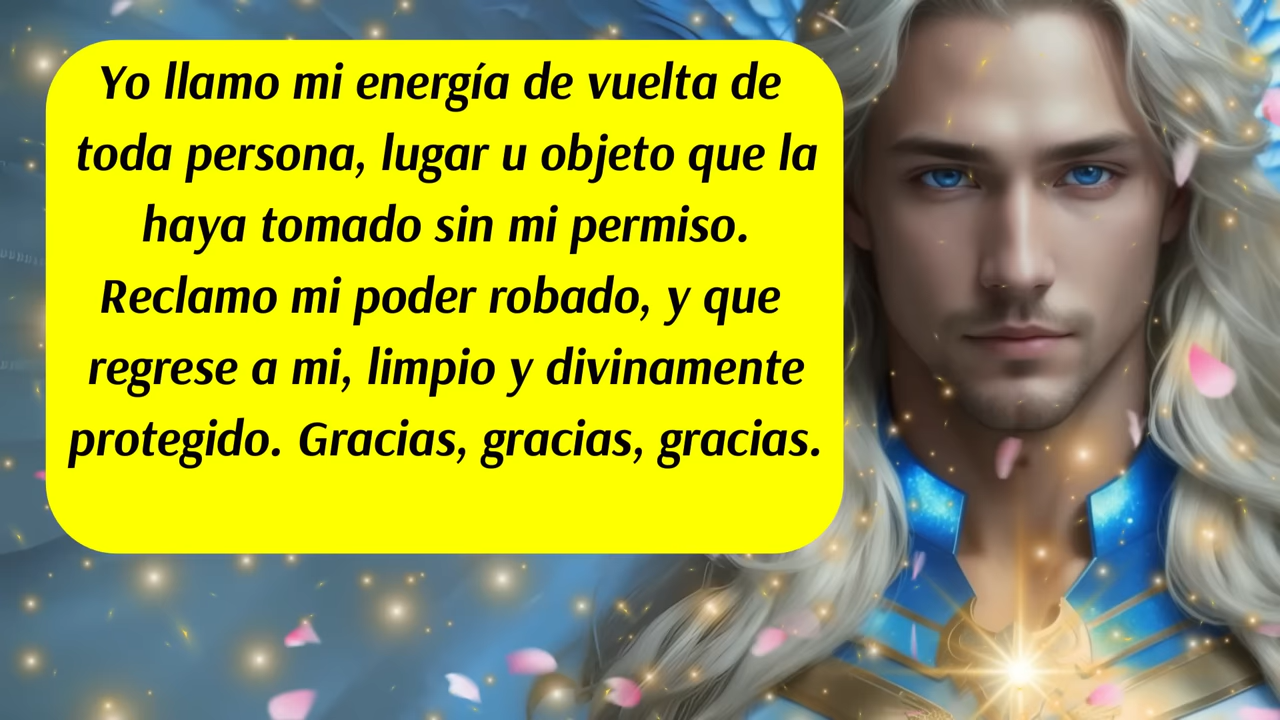 Yo llamo mi energía de vuelta de
toda persona, lugar u objeto que la
haya tomado sin mi permiso.
Reclamo mi poder robado, y que
regrese a mi, limpio y divinamente
protegido. Gracias, gracias, gracias.